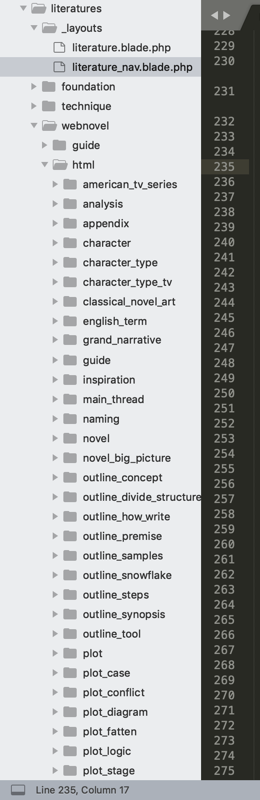 literatures
_layouts
literature.blade.php
literature_nav.blade.php
foundation
technique
webnovel
guide
html
american_tv_series
analysis
appendix
character
character_type
character_type_tv
classical_novel_art
english_term
grand_narrative
guide
inspiration
main_thread
naming
novel
novel_big_picture
outline_concept
outline_divide_structure
outline_how_write
outline_premise
outline_samples
outline_snowflake
outline_steps
outline_synopsis
outline_tool
plot
plot_case
plot_conflict
plot_diagram
plot_fatten
plot_logic
plot_stage
228
229
230
231
232
233
234
235
236
237
238
239
240
241
242
243
244
245
246
247
248
249
250
251
252
253
254
255
256
257
258
259
260
261
262
263
264
265
266
267
268
269
270
271
272
273
274
275
Line 235, Column 17